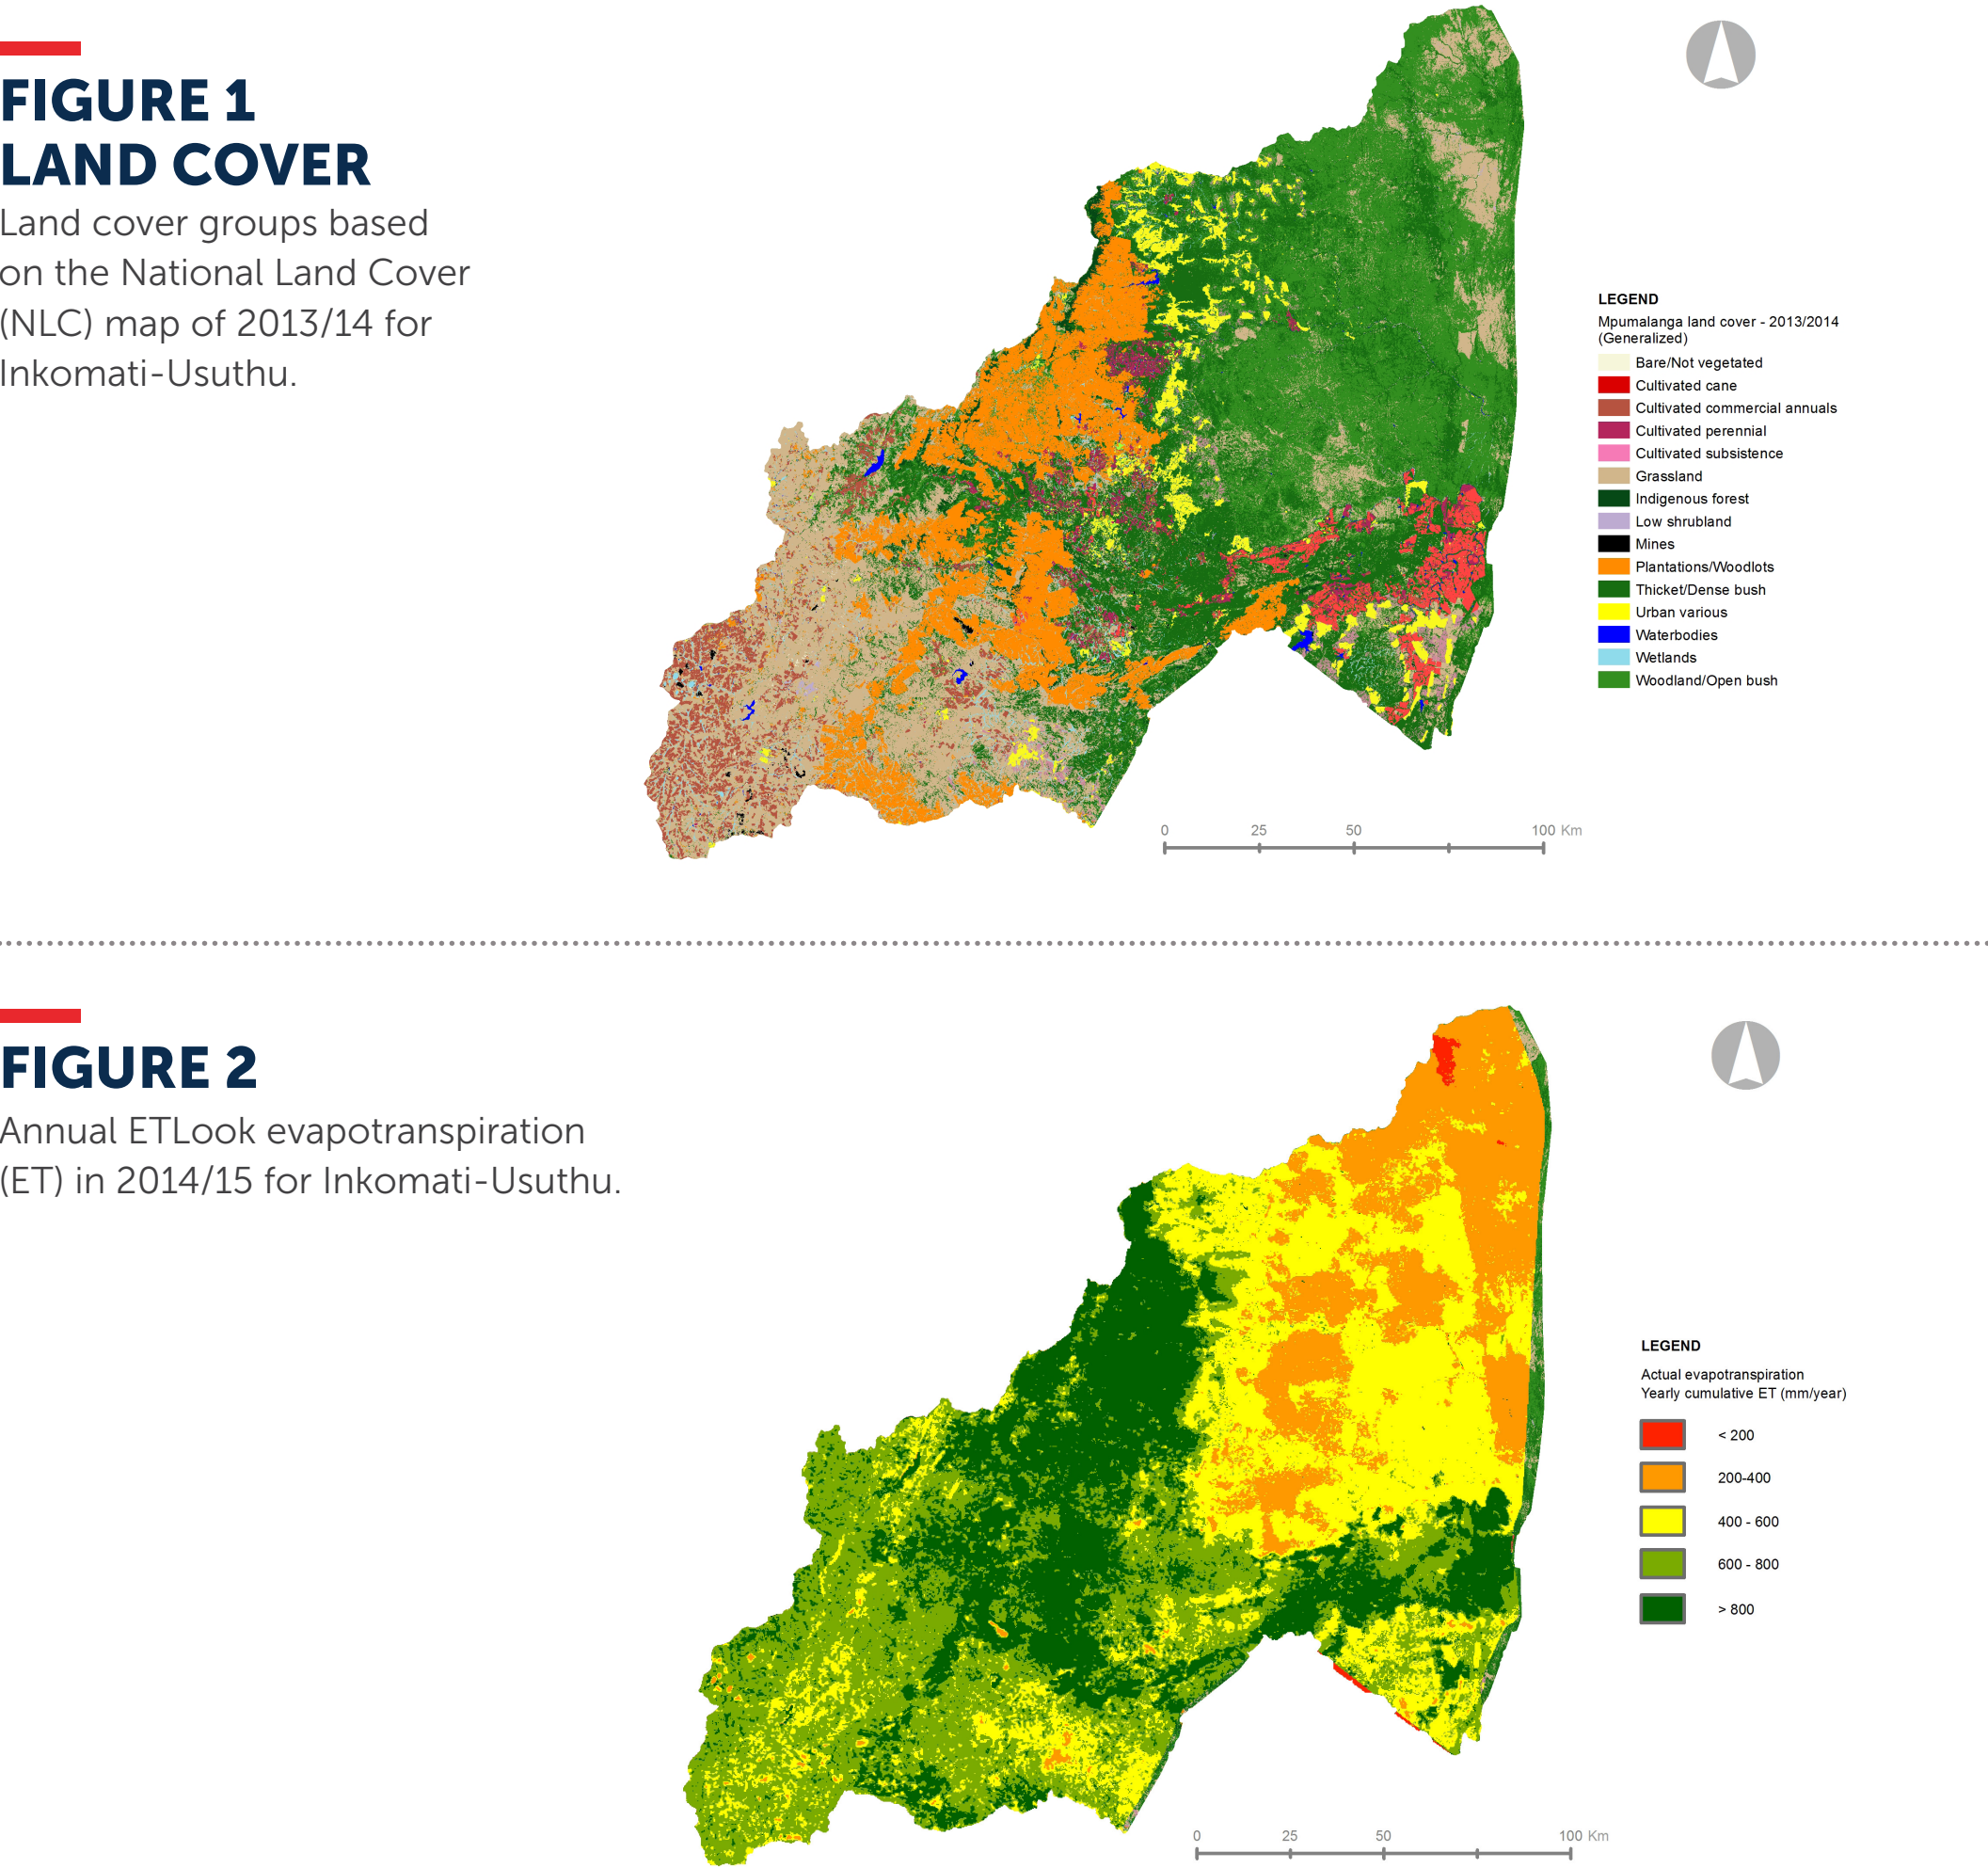 FIGURE 1
LAND COVER
Land cover groups based
on the National Land Cover
(NLC) map of 2013/14 for
Inkomati-Usuthu.
LEGEND
Mpumalanga land cover - 2013/2014
(Generalized)
Bare/Not vegetated
Cultivated cane
Cultivated commercial annuals
Cultivated perennial
Cultivated subsistence
Grassland
Indigenous forest
Low shrubland
Mines
Plantations/Woodlots
Thicket/Dense bush
Urban various
Waterbodies
Wetlands
Woodland/Open bush
0 25 50 100 Km
FIGURE 2
Annual ETLook evapotranspiration
(ET) in 2014/15 for Inkomati-Usuthu.
LEGEND
Actual evapotranspiration
Yearly cumulative ET (mm/year)
< 200
200-400
400 - 600
600 - 800
> 800
0 25 50 100 Km